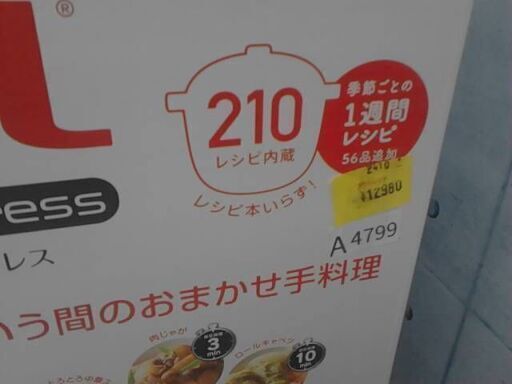 ®
210
レシピ内蔵
レシピ本いらず!
季節ごとの
1週間
レシピ
56品追加
¥12980
A 4799
ress
レス
いう間のおまかせ手料理
肉じゃが
3
min
ロールキャベツ
10
min